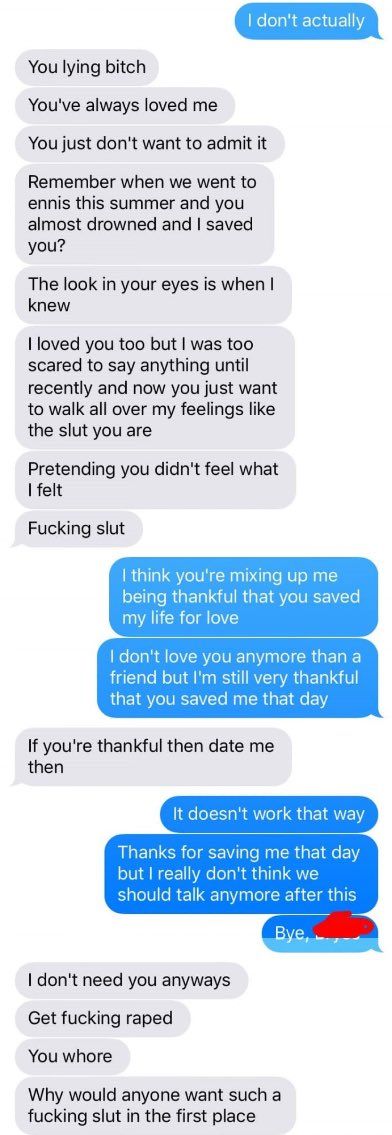 I don't actually
You lying bitch
You've always loved me
You just don't want to admit it
Remember when we went to
ennis this summer and you
almost drowned and I saved
you?
The look in your eyes is when I
knew
I loved you too but I was too
scared to say anything until
recently and now you just want
to walk all over my feelings like
the slut you are
Pretending you didn't feel what
I felt
Fucking slut
I think you're mixing up me
being thankful that you saved
my life for love
I don't love you anymore than a
friend but I'm still very thankful
that you saved me that day
If you're thankful then date me
then
It doesn't work that way
Thanks for saving me that day
but I really don't think we
should talk anymore after this
Bye,
I don't need you anyways
Get fucking raped
You whore
Why would anyone want such a
fucking slut in the first place